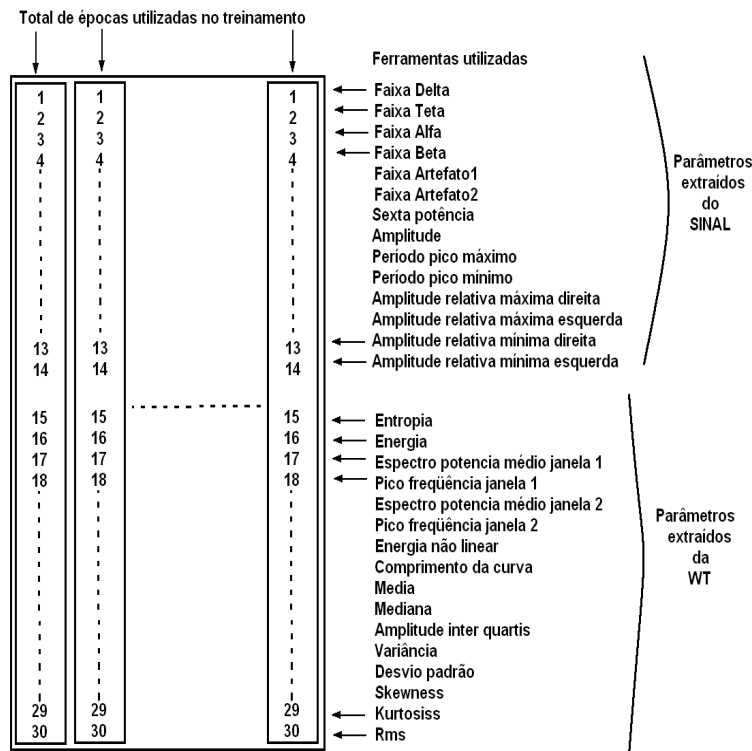 Total de épocas utilizadas no treinamento
Ferramentas utilizadas
1 1 1 Faixa Delta
2 2 2 Faixa Teta
3 3 3 Faixa Alfa
4 4 4 Faixa Beta
Faixa Artefato1
Faixa Artefato2
Sexta potência
Amplitude
Período pico máximo
Período pico mínimo
Amplitude relativa máxima direita
Amplitude relativa máxima esquerda
13 13 13 Amplitude relativa mínima direita
14 14 14 Amplitude relativa mínima esquerda
Parâmetros
extraídos
do
SINAL
15 15 15 Entropia
16 16 16 Energia
17 17 17 Espectro potencia médio janela 1
18 18 18 Pico freqüência janela 1
Espectro potencia médio janela 2
Pico freqüência janela 2
Energia não linear
Comprimento da curva
Media
Mediana
Amplitude inter quartis
Variância
Desvio padrão
Skewness
29 29 29 Kurtosiss
30 30 30 Rms
Parâmetros
extraídos
da
WT